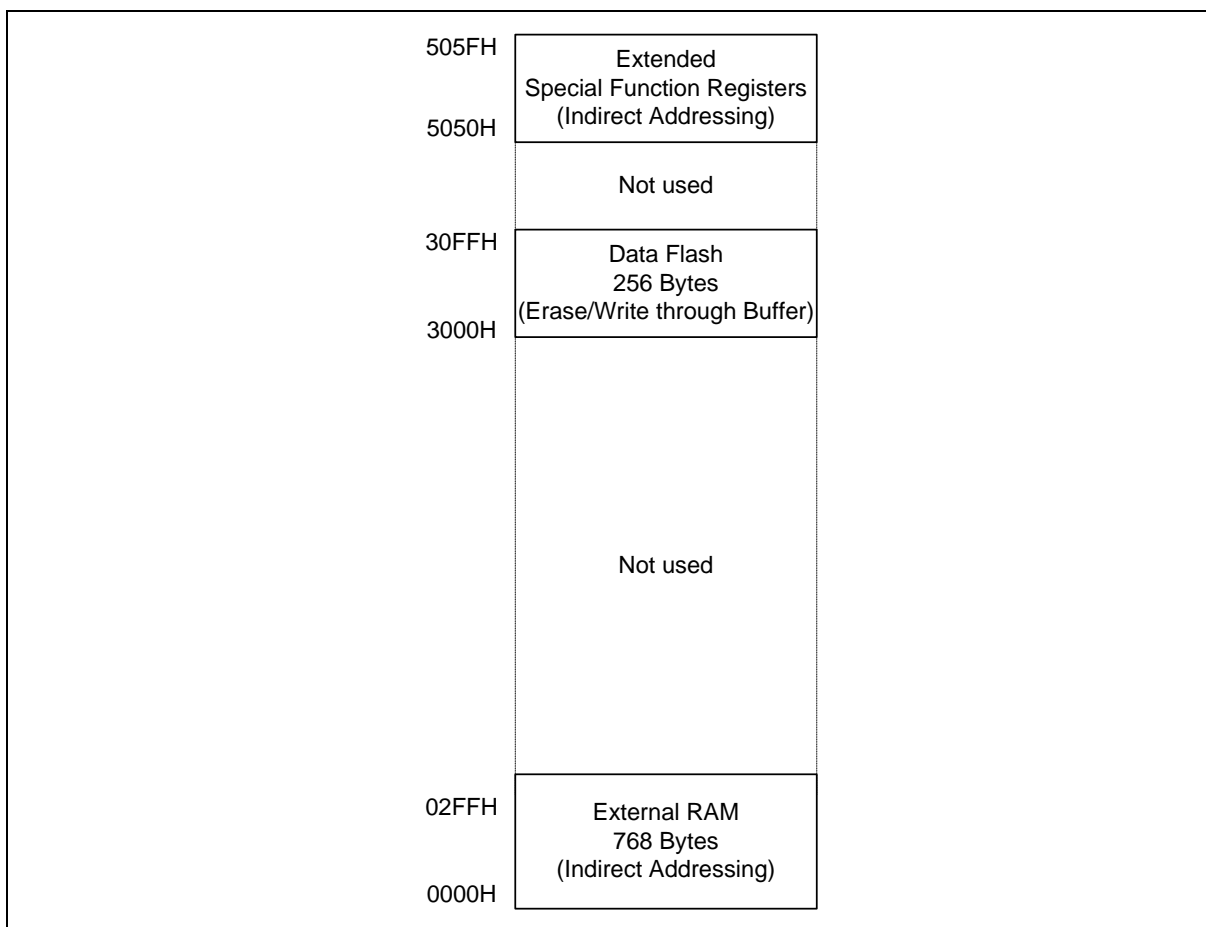 505FH
Extended
Special Function Registers
(Indirect Addressing)
5050H
Not used
30FFH
Data Flash
256 Bytes
(Erase/Write through Buffer)
3000H
Not used
02FFH
External RAM
768 Bytes
(Indirect Addressing)
0000H